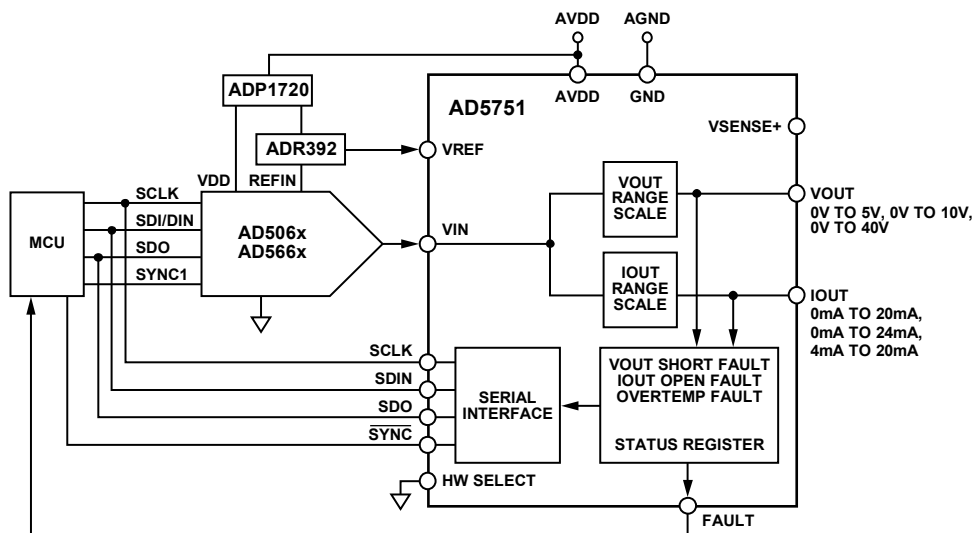 AVDD
AGND
ADP1720
AVDD
GND
AD5751
VSENSE+
ADR392
VREF
VDD
REFIN
SCLK
SDI/DIN
SDO
SYNC1
MCU
AD506x
AD566x
VIN
VOUT
RANGE
SCALE
VOUT
0V TO 5V, 0V TO 10V,
0V TO 40V
IOUT
RANGE
SCALE
IOUT
0mA TO 20mA,
0mA TO 24mA,
4mA TO 20mA
SCLK
SDIN
SDO
SYNC
SERIAL
INTERFACE
VOUT SHORT FAULT
IOUT OPEN FAULT
OVERTEMP FAULT
STATUS REGISTER
HW SELECT
FAULT